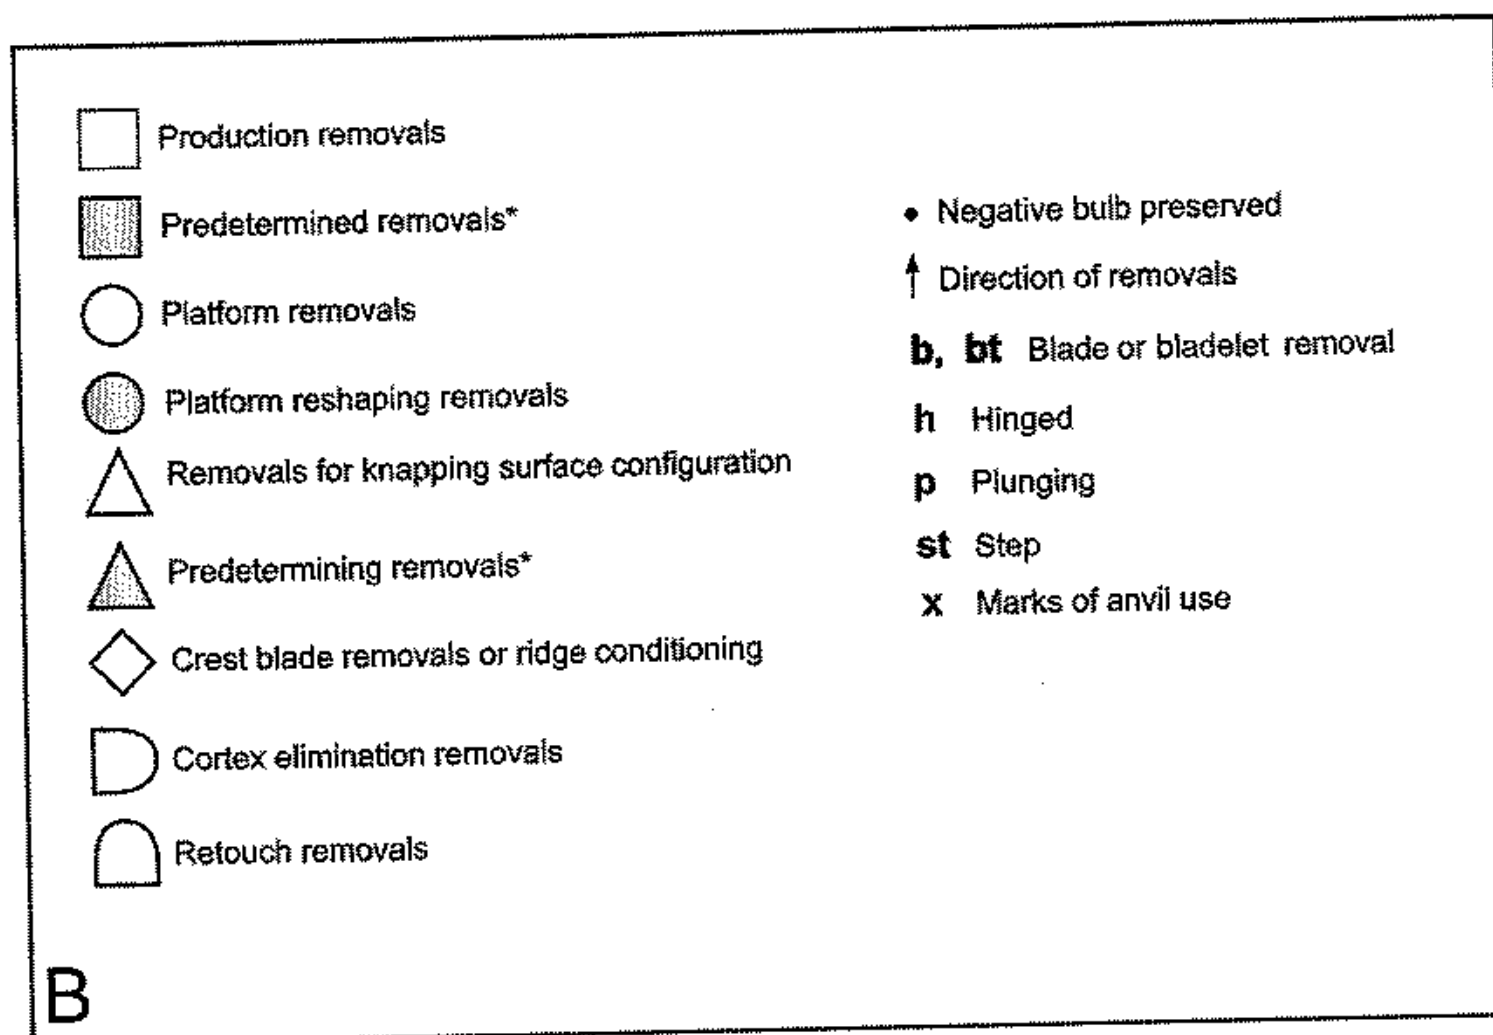 Production removals
Predetermined removals*
Platform removals
Platform reshaping removals
Removals for knapping surface configuration
Predetermining removals*
Crest blade removals or ridge conditioning
Cortex elimination removals
Retouch removals
Negative bulb preserved
Direction of removals
b, bt Blade or bladelet removal
h Hinged
p Plunging
st Step
x Marks of anvil use
B